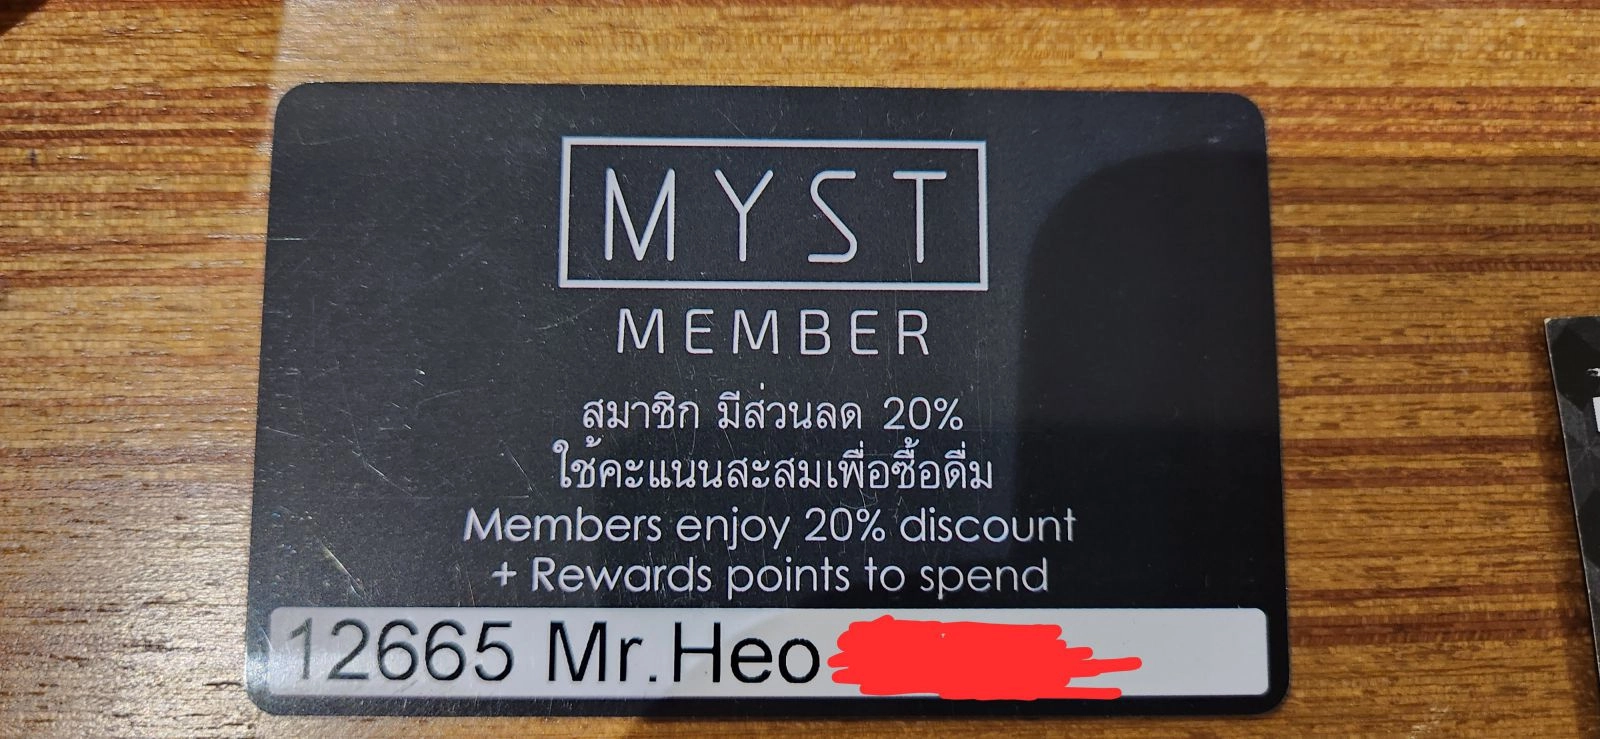 MYST
MEMBER
สมาชิก มีส่วนลด 20%
ใช้คะแนนสะสมเพื่อซื้อดื่ม
Members enjoy 20% discount
+ Rewards points to spend
12665 Mr.Heo